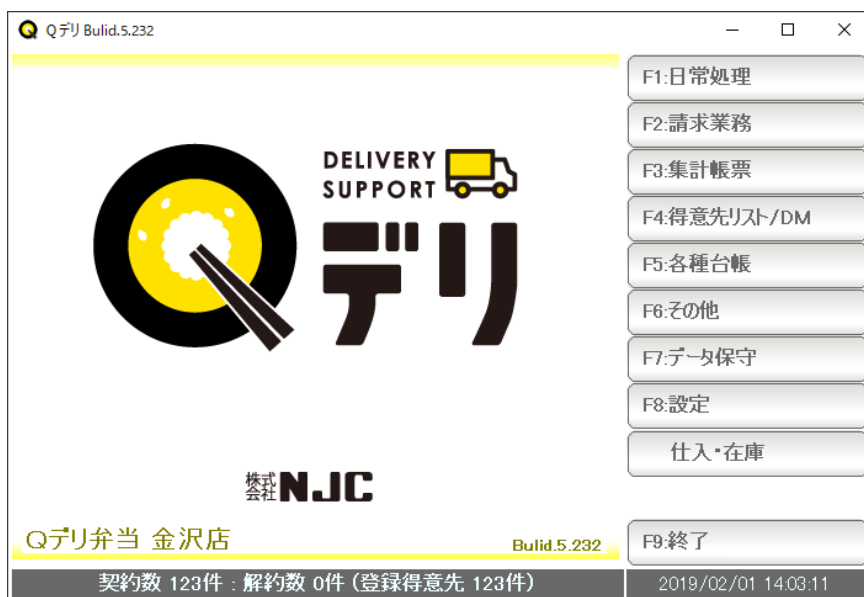 Qデリ Bulid.5.232
DELIVERY
SUPPORT
Qデリ
株式会社NJC
Qデリ弁当 金沢店
Bulid.5.232
F1:日常処理
F2:請求業務
F3:集計帳票
F4:得意先リスト/DM
F5:各種台帳
F6:その他
F7:データ保守
F8:設定
仕入・在庫
F9:終了
契約数 123件 : 解約数 0件 (登録得意先 123件)
2019/02/01 14:03:11